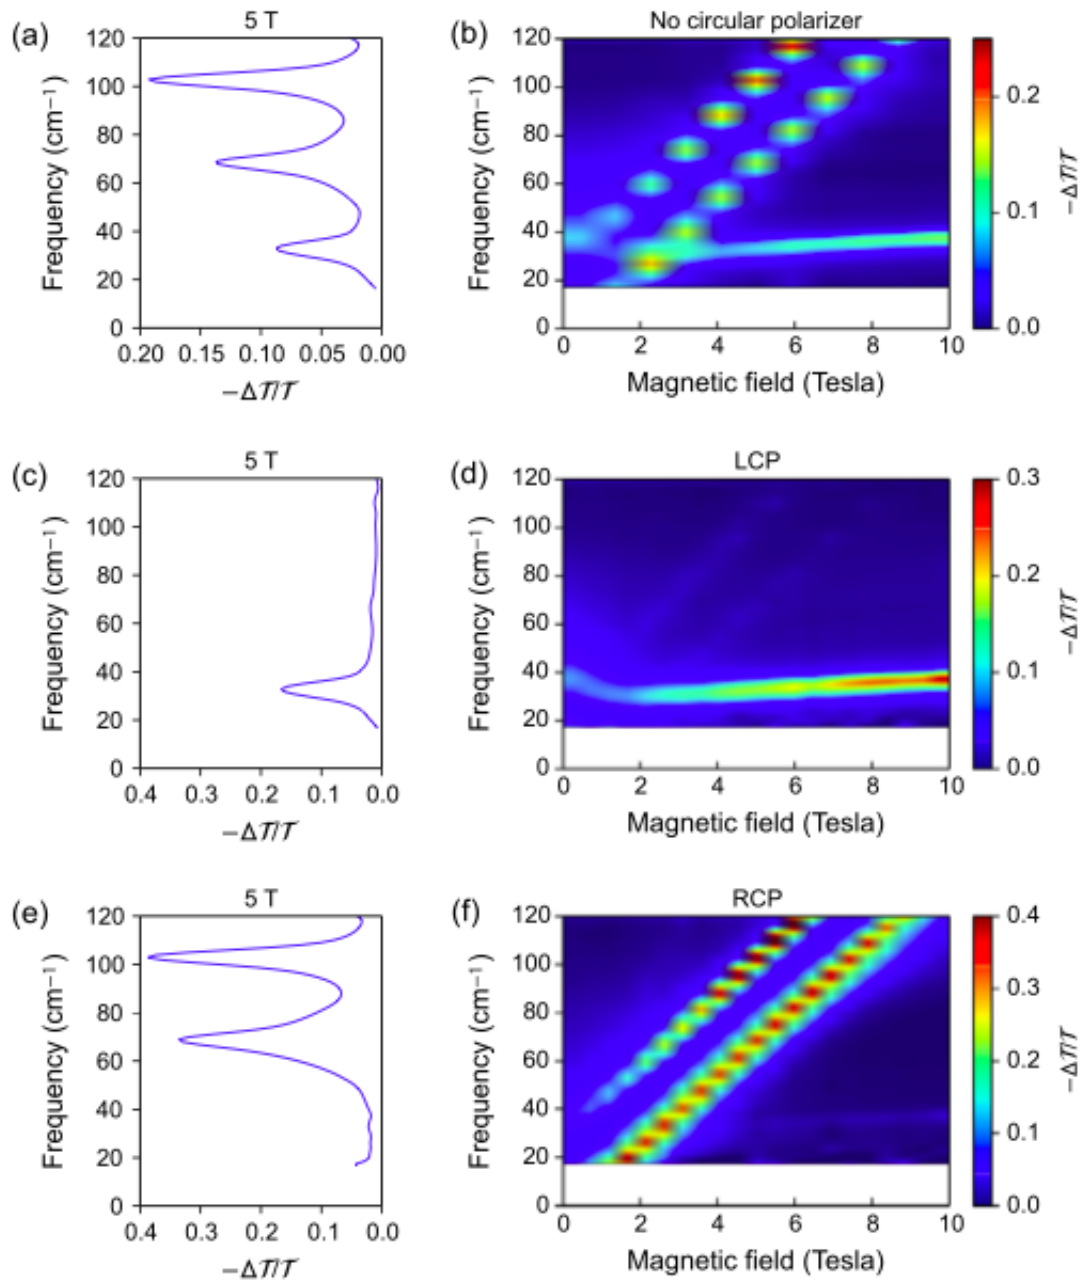 (a)
5 T
120
100
80
60
40
20
0
Frequency (cm⁻¹)
0.20 0.15 0.10 0.05 0.00
−Δ𝒯/𝒯
(b)
No circular polarizer
120
100
80
60
40
20
0
Frequency (cm⁻¹)
0 2 4 6 8 10
Magnetic field (Tesla)
0.2
0.1
0.0
−Δ𝒯/𝒯
(c)
5 T
120
100
80
60
40
20
0
Frequency (cm⁻¹)
0.4 0.3 0.2 0.1 0.0
−Δ𝒯/𝒯
(d)
LCP
120
100
80
60
40
20
0
Frequency (cm⁻¹)
0 2 4 6 8 10
Magnetic field (Tesla)
0.3
0.2
0.1
0.0
−Δ𝒯/𝒯
(e)
5 T
120
100
80
60
40
20
0
Frequency (cm⁻¹)
0.4 0.3 0.2 0.1 0.0
−Δ𝒯/𝒯
(f)
RCP
120
100
80
60
40
20
0
Frequency (cm⁻¹)
0 2 4 6 8 10
Magnetic field (Tesla)
0.4
0.3
0.2
0.1
0.0
−Δ𝒯/𝒯